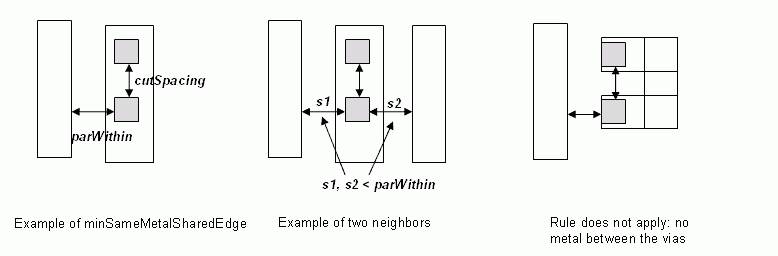 cutSpacing
parWithin
Example of minSameMetalSharedEdge
s1
s2
s1, s2 < parWithin
Example of two neighbors
Rule does not apply: no
metal between the vias